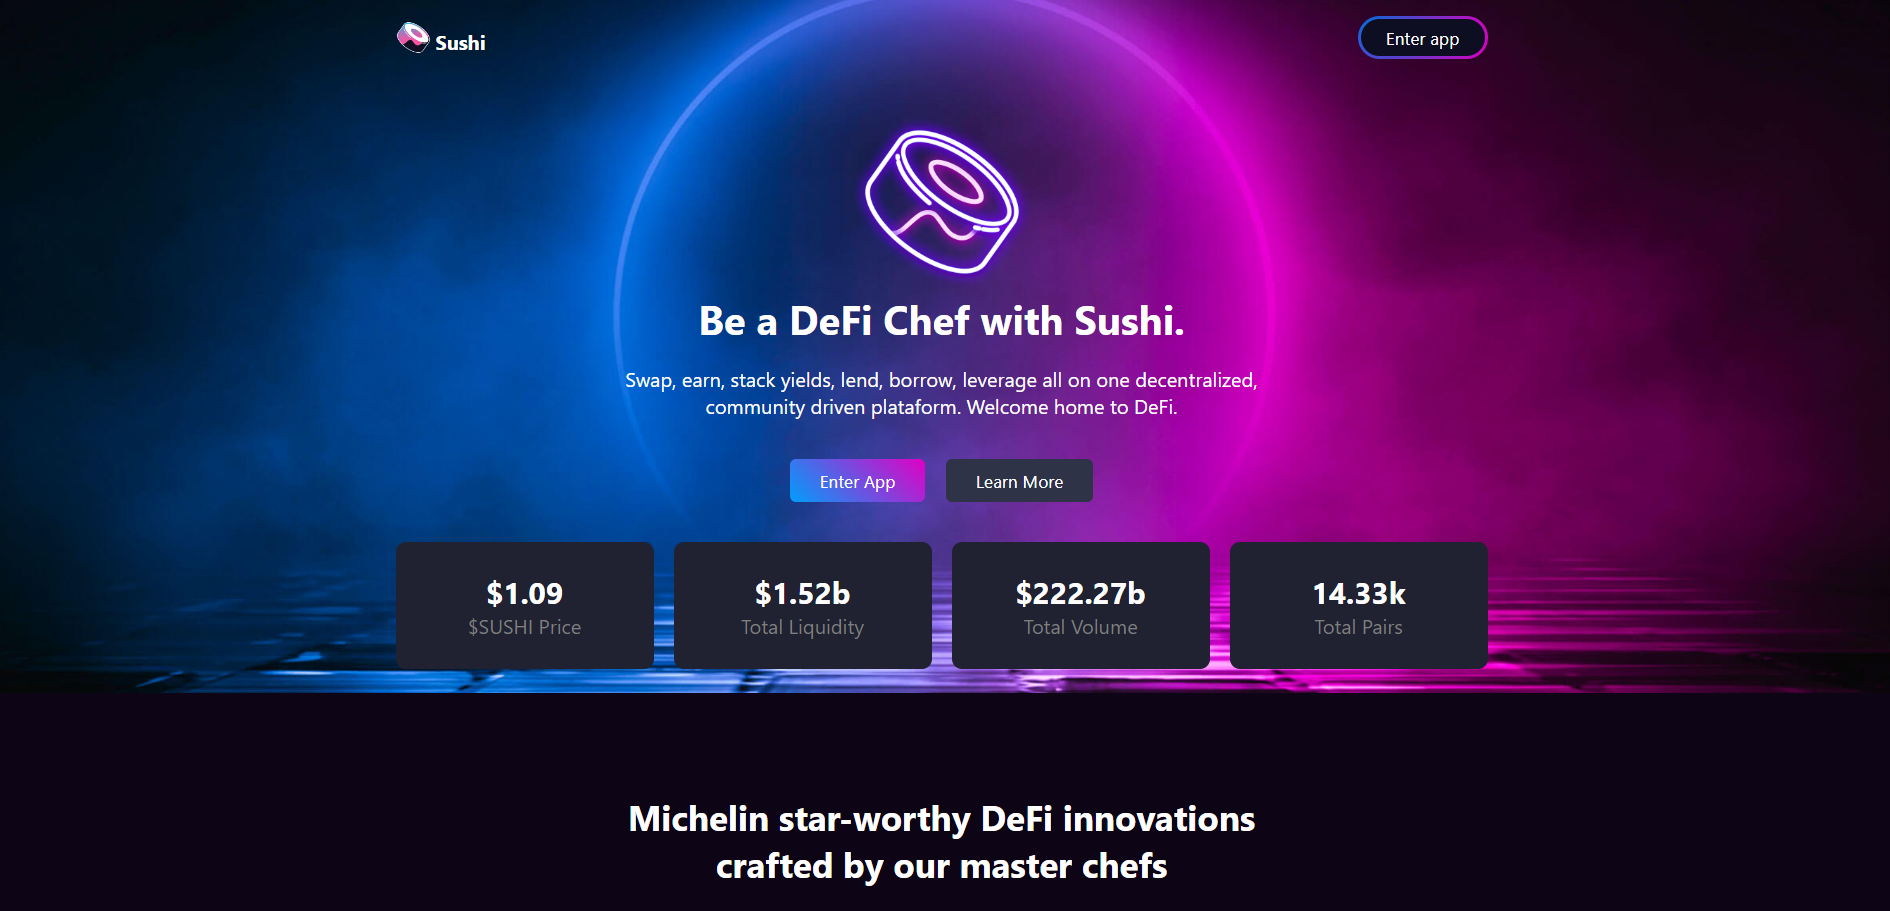 Sushi
Enter app
Be a DeFi Chef with Sushi.
Swap, earn, stack yields, lend, borrow, leverage all on one decentralized,
community driven plataform. Welcome home to DeFi.
Enter App
Learn More
$1.09
$SUSHI Price
$1.52b
Total Liquidity
$222.27b
Total Volume
14.33k
Total Pairs
Michelin star-worthy DeFi innovations
crafted by our master chefs